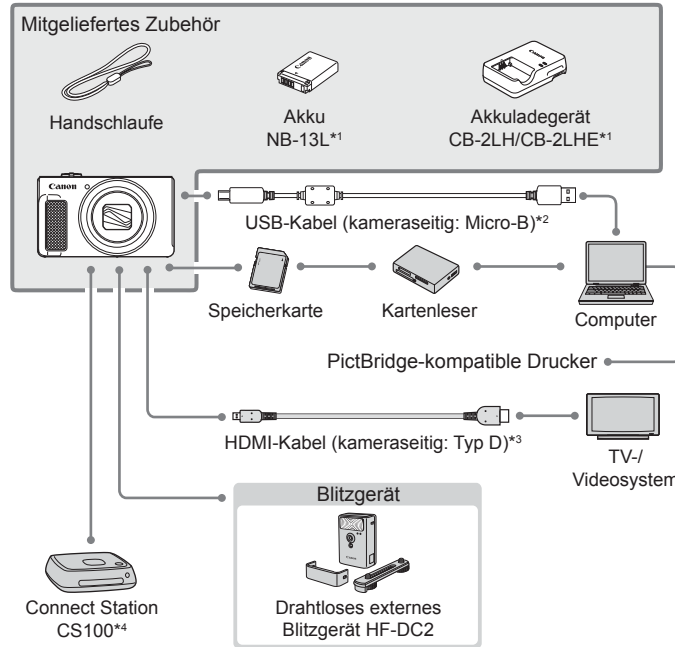 Mitgeliefertes Zubehör
Handschlaufe
Akku
NB-13L*1
Akkuladegerät
CB-2LH/CB-2LHE*1
Canon
USB-Kabel (kameraseitig: Micro-B)*2
Speicherkarte
Kartenleser
Computer
PictBridge-kompatible Drucker
HDMI-Kabel (kameraseitig: Typ D)*3
TV-/
Videosystem
Blitzgerät
Drahtloses externes
Blitzgerät HF-DC2
Connect Station
CS100*4